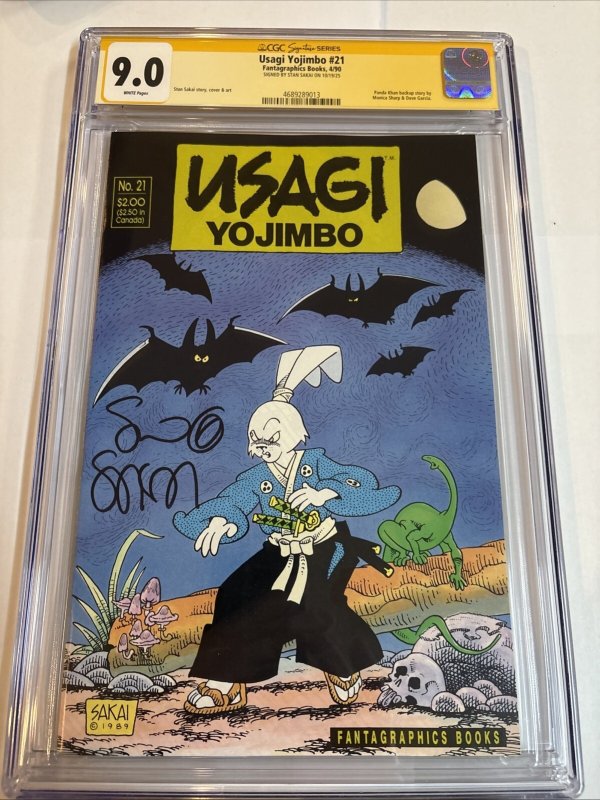 CGC Signature SERIES
9.0
WHITE Pages
Usagi Yojimbo #21
Fantagraphics Books, 4/90
SIGNED BY STAN SAKAI ON 10/19/25
Stan Sakai story, cover & art
4689289013
Panda Khan backup story by
Monica Sharp & Dave Garcia.
No. 21
$2.00
($2.50 in
Canada)
USAGI
T.M.
YOJIMBO
Stan
Sakai
SAKAI
©1989
FANTAGRAPHICS BOOKS